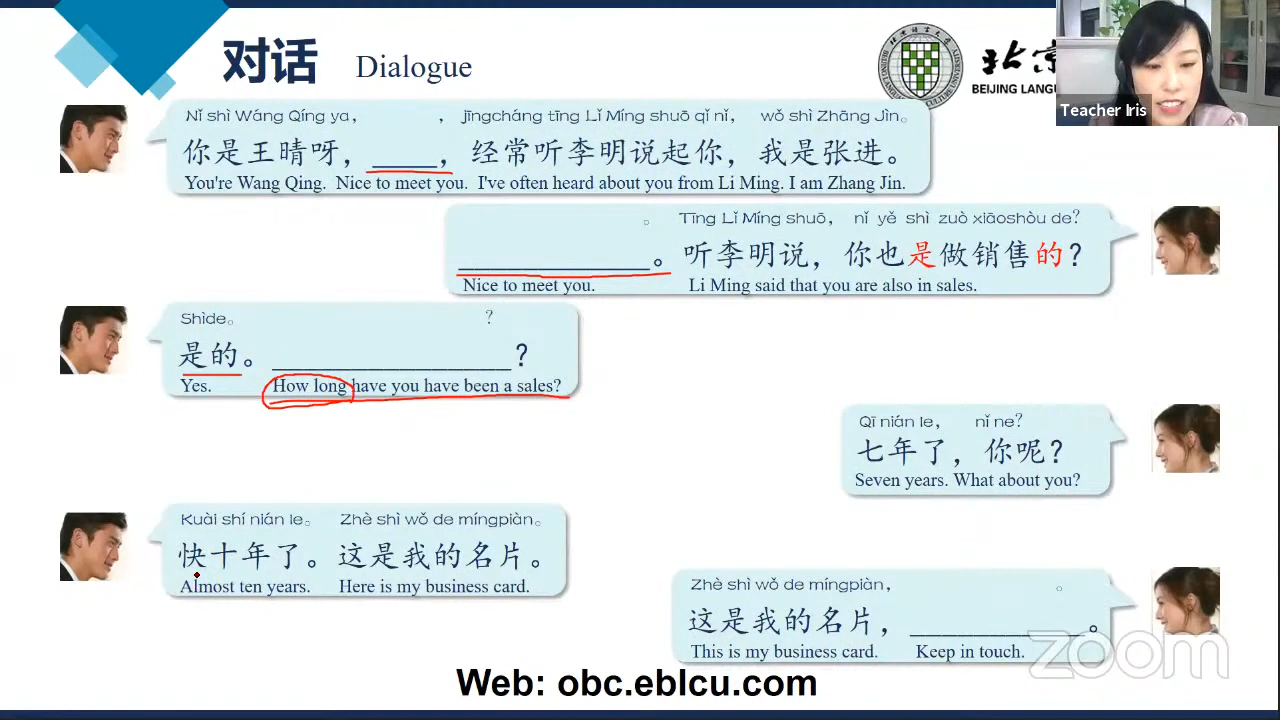 对话 Dialogue
北京
BEIJING LANGU
Teacher Iris
Nǐ shì Wáng Qíng ya, jīngcháng tīng Lǐ Míng shuō qǐ nǐ, wǒ shì Zhāng Jìn。
你是王晴呀，_____，经常听李明说起你，我是张进。
You're Wang Qing. Nice to meet you. I've often heard about you from Li Ming. I am Zhang Jin.
。 Tīng Lǐ Míng shuō, nǐ yě shì zuò xiāoshòu de?
______________。听李明说，你也是做销售的？
Nice to meet you. Li Ming said that you are also in sales.
Shìde。 ?
是的。_________________？
Yes. How long have you have been a sales?
Qī nián le, nǐ ne?
七年了，你呢？
Seven years. What about you?
Kuài shí nián le。 Zhè shì wǒ de míngpiàn。
快十年了。这是我的名片。
Almost ten years. Here is my business card.
Zhè shì wǒ de míngpiàn, 。
这是我的名片，_____________。
This is my business card. Keep in touch.
zoom
Web: obc.eblcu.com